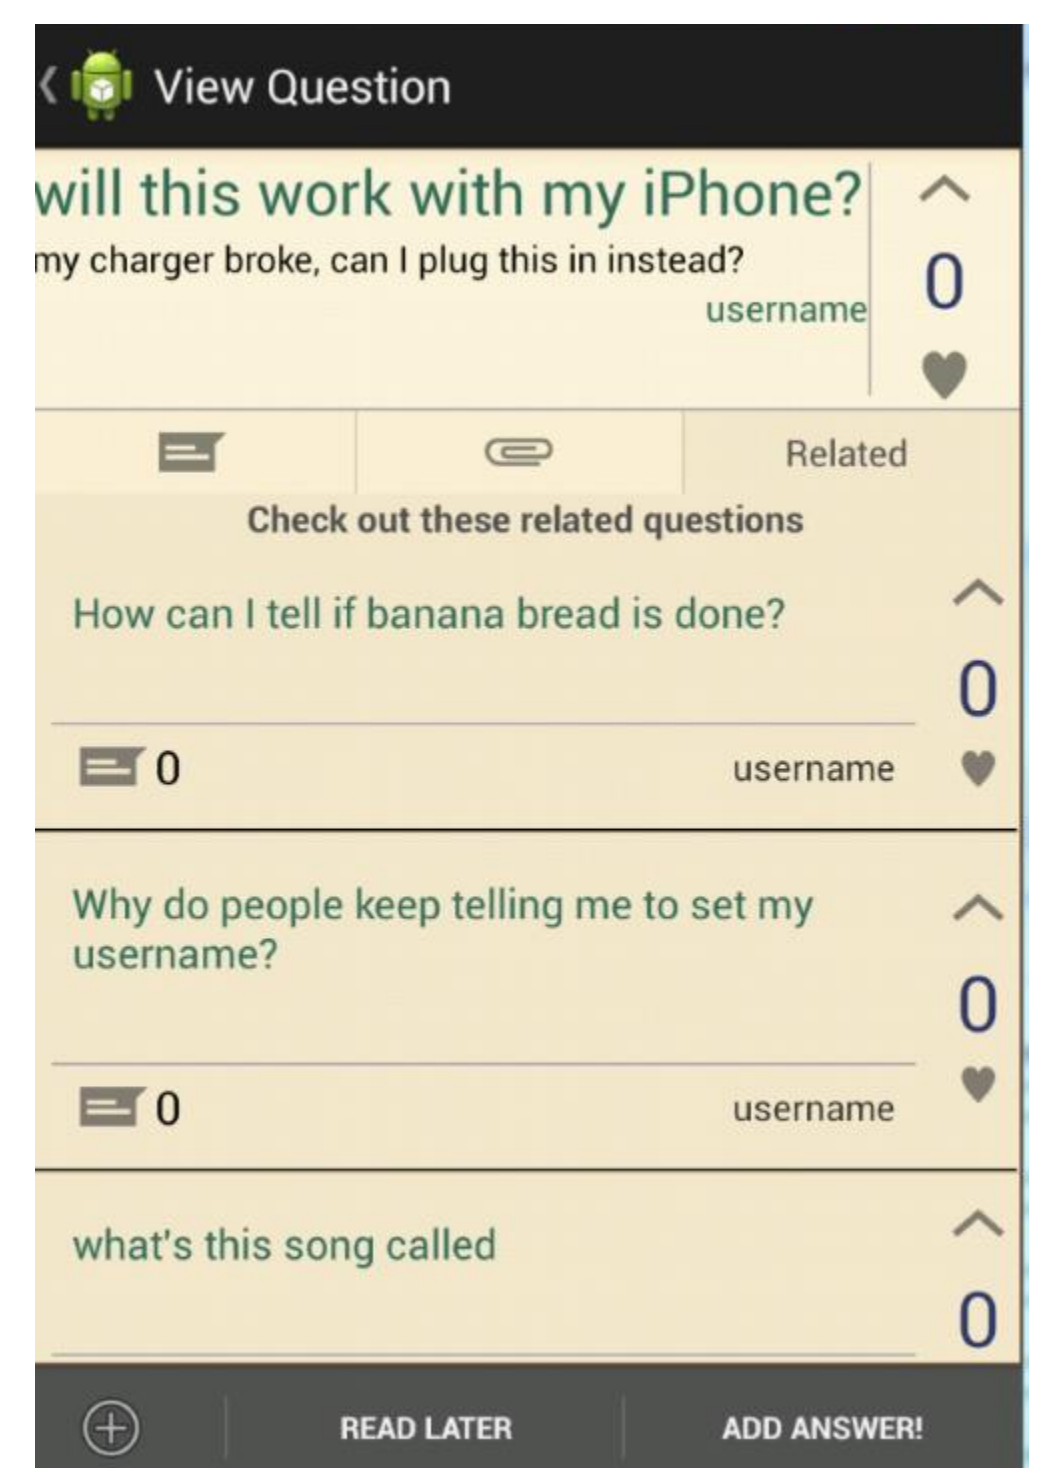 View Question
will this work with my iPhone?
my charger broke, can I plug this in instead?
username
0
Related
Check out these related questions
How can I tell if banana bread is done?
0
0
username
Why do people keep telling me to set my
username?
0
0
username
what's this song called
0
READ LATER
ADD ANSWER!